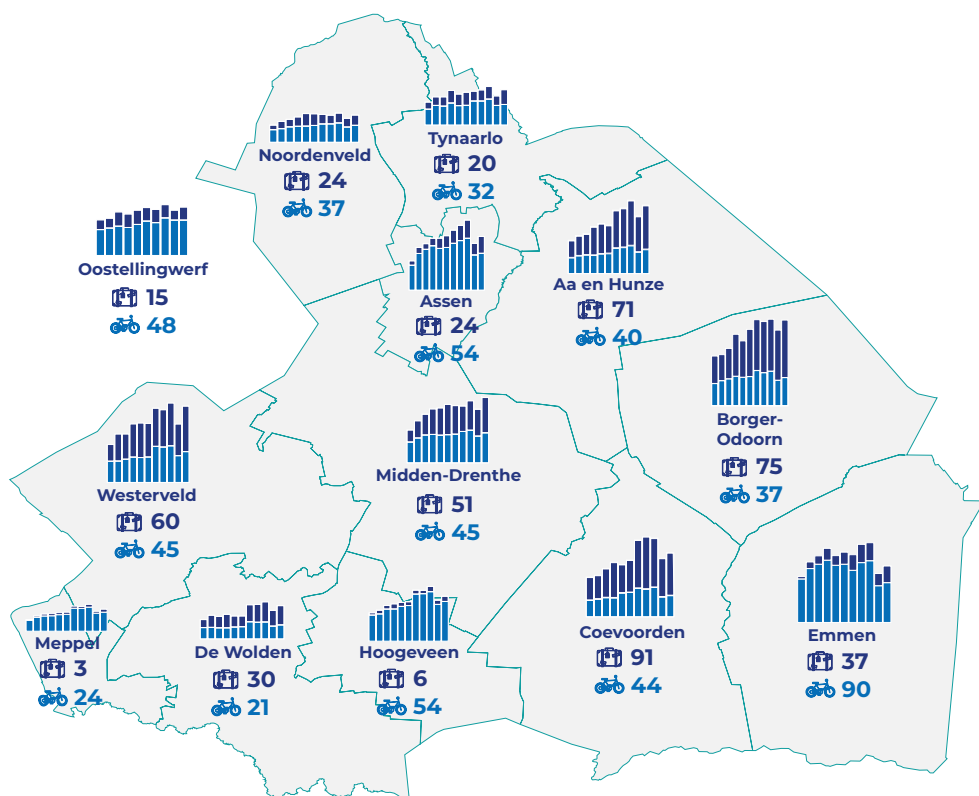 Tynaarlo
20
32
Noordenveld
24
37
Oostellingwerf
15
48
Assen
24
54
Aa en Hunze
71
40
Borger-
Odoorn
75
37
Westerveld
60
45
Midden-Drenthe
51
45
Meppel
3
24
De Wolden
30
21
Hoogeveen
6
54
Coevoorden
91
44
Emmen
37
90